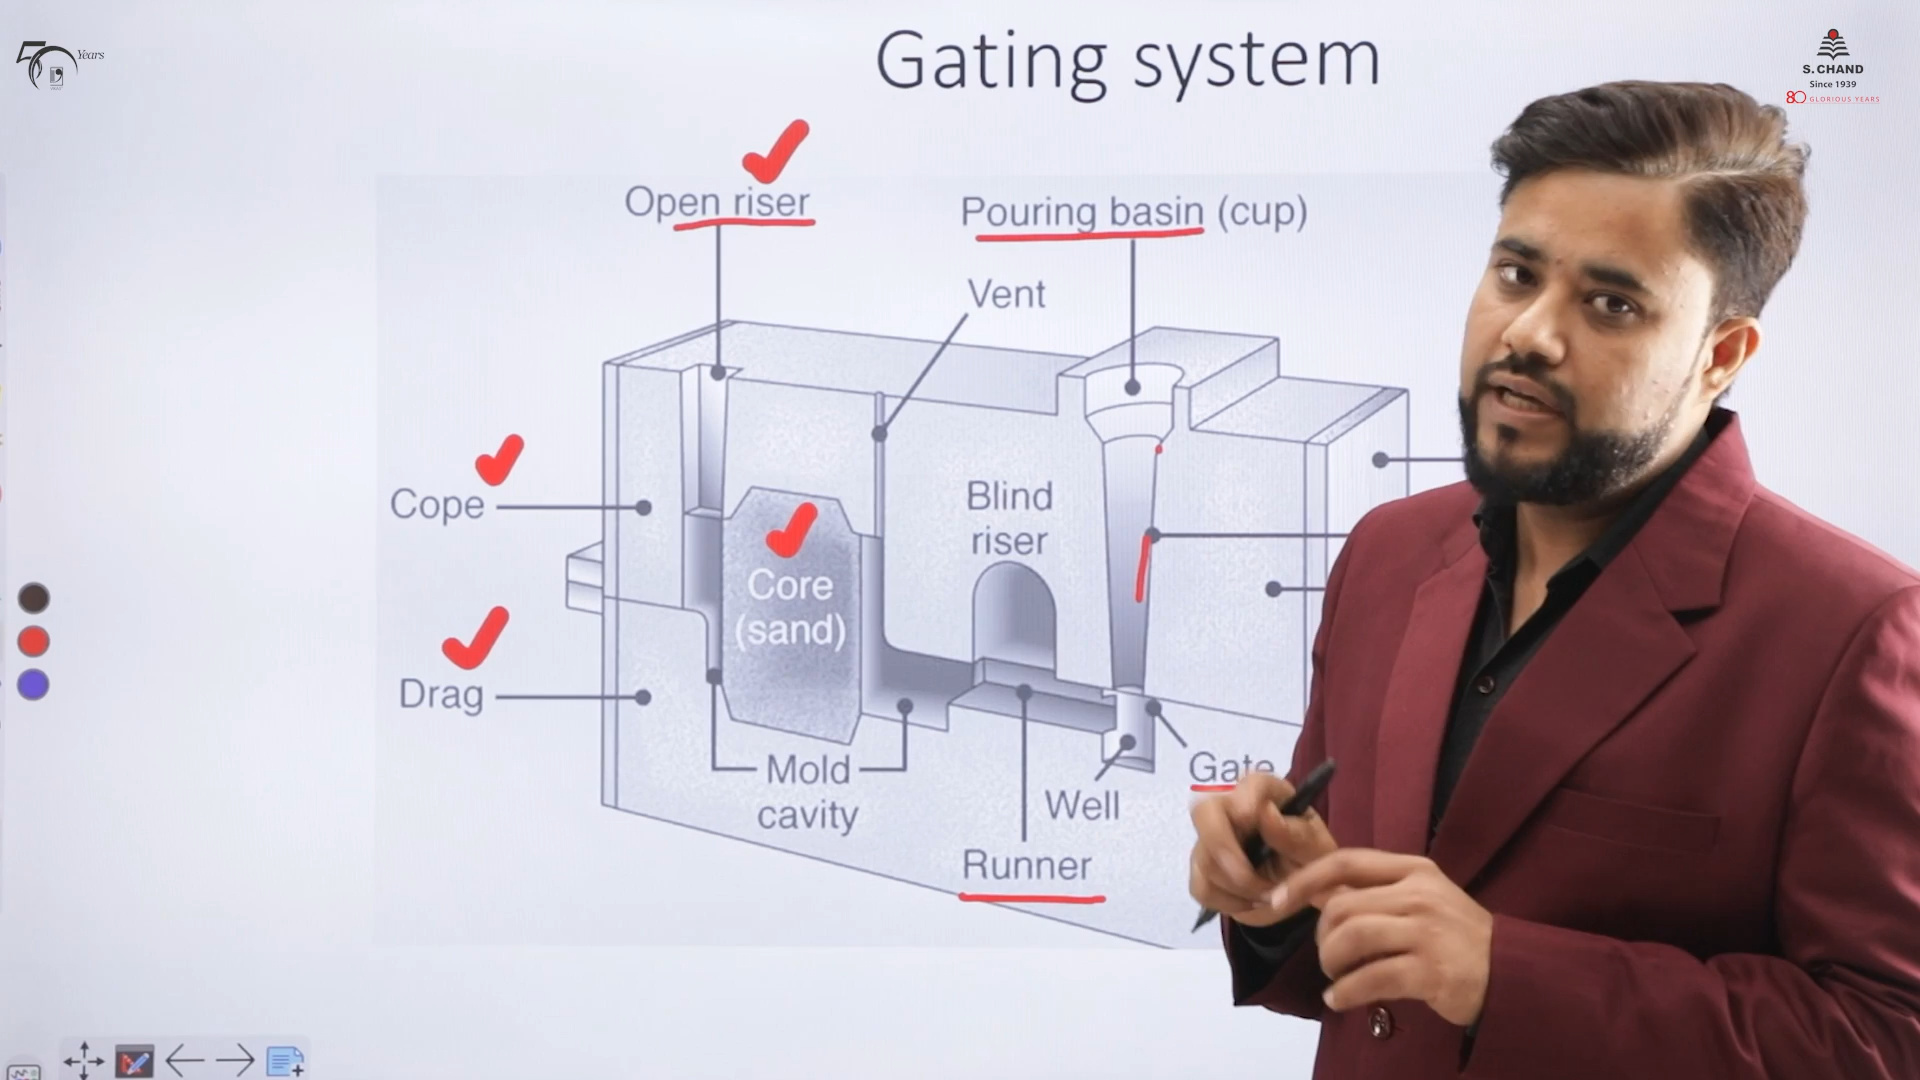 50 Years
Gating system
S. CHAND
Since 1939
80 GLORIOUS YEARS
Open riser
Pouring basin (cup)
Vent
Cope
Blind
riser
Core
(sand)
Drag
Mold
cavity
Gate
Well
Runner